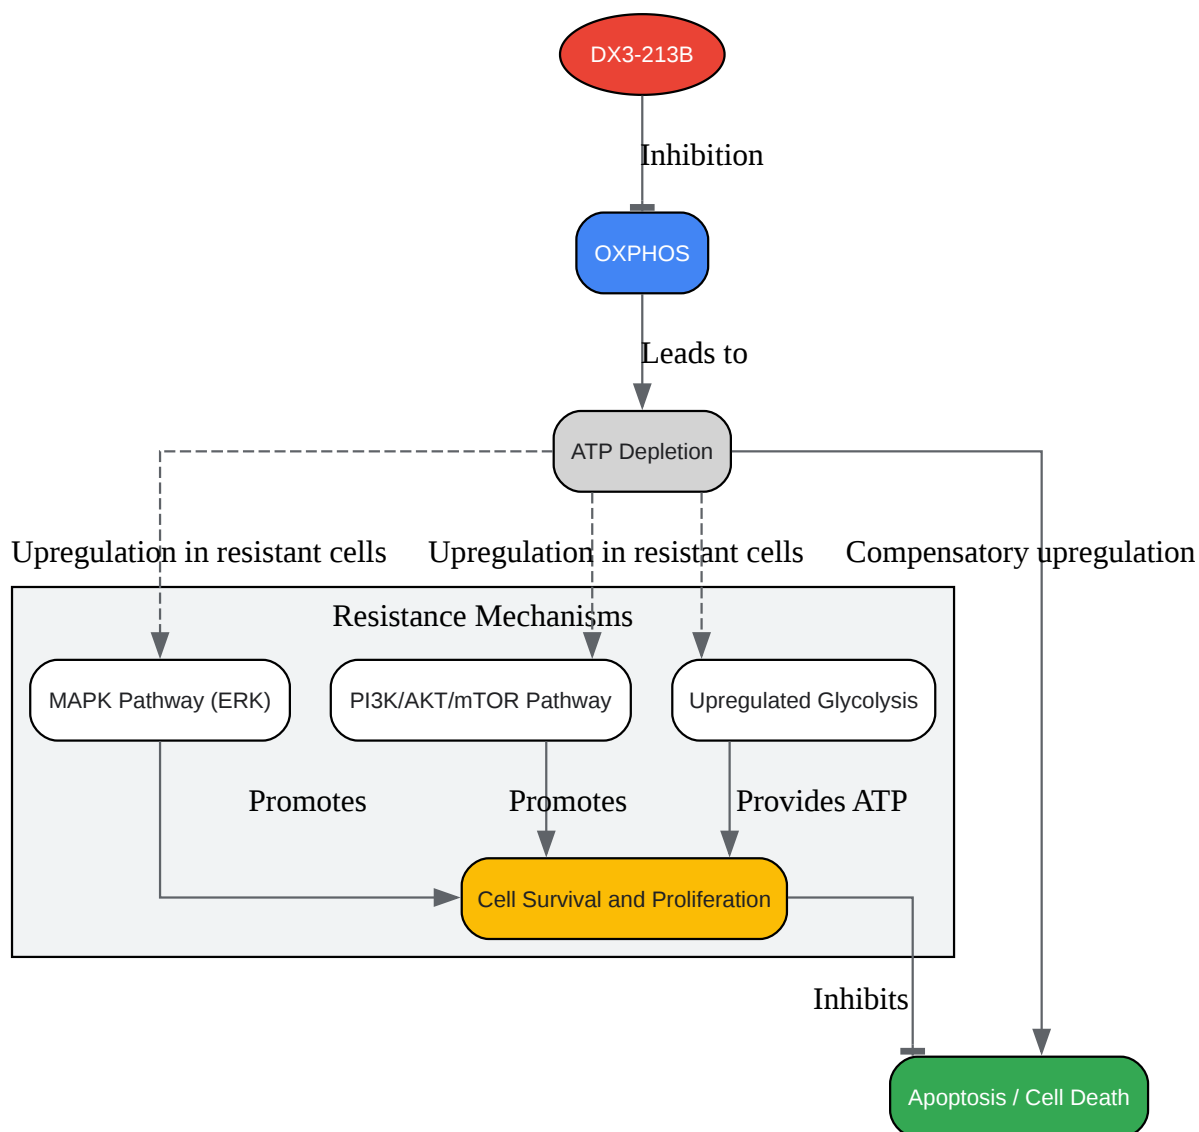 DX3-213B
Inhibition
OXPHOS
Leads to
ATP Depletion
Upregulation in resistant cells
Upregulation in resistant cells
Compensatory upregulation
Resistance Mechanisms
MAPK Pathway (ERK)
PI3K/AKT/mTOR Pathway
Upregulated Glycolysis
Promotes
Promotes
Provides ATP
Cell Survival and Proliferation
Inhibits
Apoptosis / Cell Death